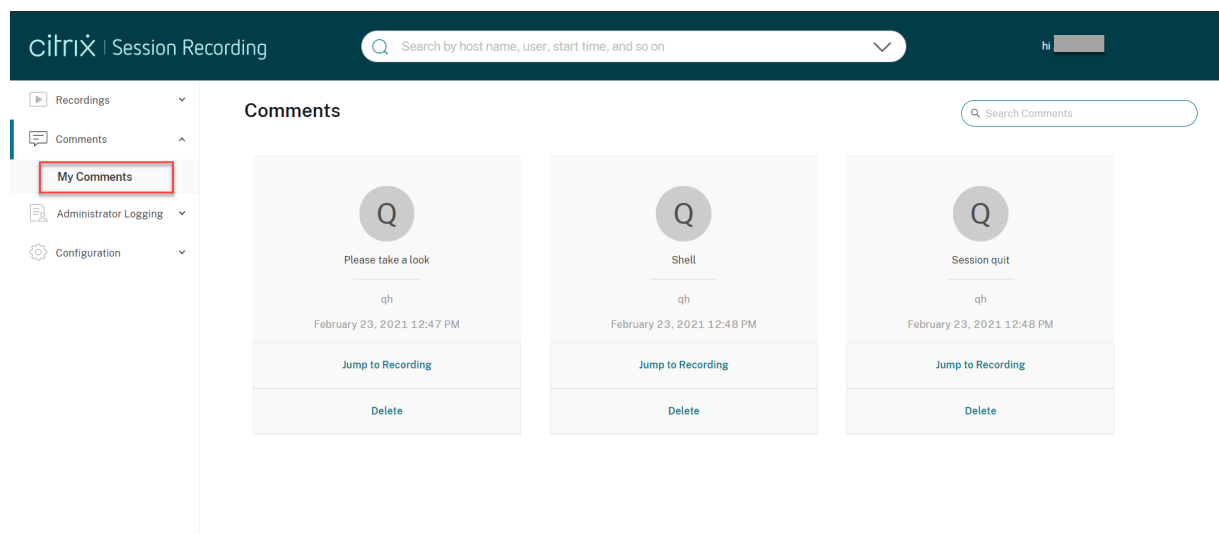 citrix | Session Recording
Search by host name, user, start time, and so on
hi
Recordings
Comments
My Comments
Administrator Logging
Configuration
Comments
Search Comments
Q
Please take a look
qh
February 23, 2021 12:47 PM
Jump to Recording
Delete
Q
Shell
qh
February 23, 2021 12:48 PM
Jump to Recording
Delete
Q
Session quit
qh
February 23, 2021 12:48 PM
Jump to Recording
Delete